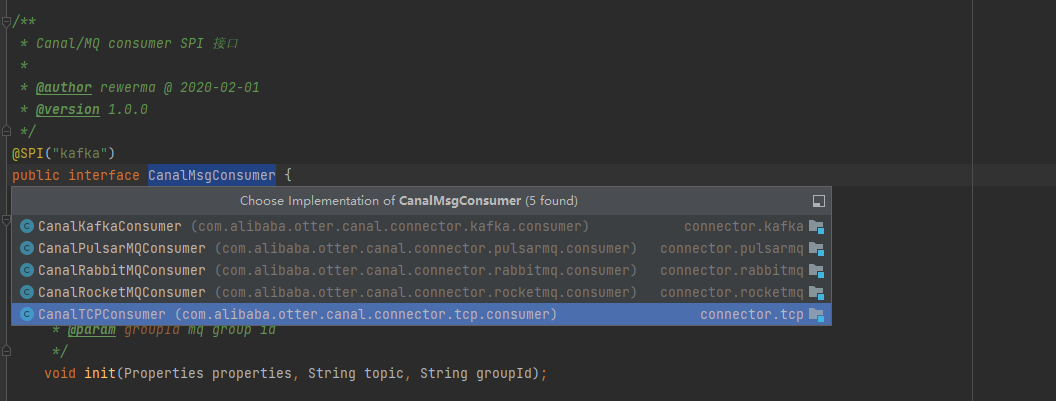 /**
* Canal/MQ consumer SPI 接口
*
* @author rewerma @ 2020-02-01
* @version 1.0.0
*/
@SPI("kafka")
public interface CanalMsgConsumer {
Choose Implementation of CanalMsgConsumer (5 found)
CanalKafkaConsumer (com.alibaba.otter.canal.connector.kafka.consumer) connector.kafka
CanalPulsarMQConsumer (com.alibaba.otter.canal.connector.pulsarmq.consumer) connector.pulsarmq
CanalRabbitMQConsumer (com.alibaba.otter.canal.connector.rabbitmq.consumer) connector.rabbitmq
CanalRocketMQConsumer (com.alibaba.otter.canal.connector.rocketmq.consumer) connector.rocketmq
CanalTCPConsumer (com.alibaba.otter.canal.connector.tcp.consumer) connector.tcp
* @param groupId mq group id
*/
void init(Properties properties, String topic, String groupId);